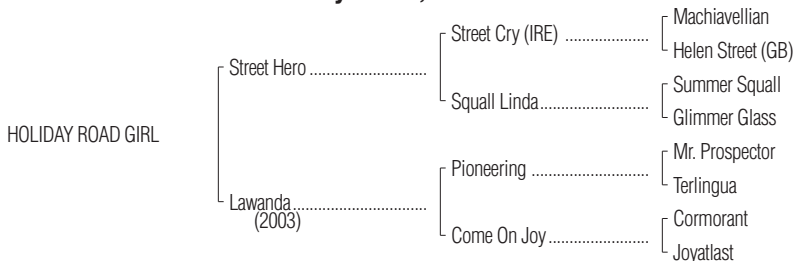 Machiavellian
Street Cry (IRE) ....................
Helen Street (GB)
Street Hero ............................
Summer Squall
Squall Linda..........................
Glimmer Glass
HOLIDAY ROAD GIRL
Mr. Prospector
Pioneering ............................
Terlingua
Lawanda................................
(2003)
Cormorant
Come On Joy........................
Joyatlast